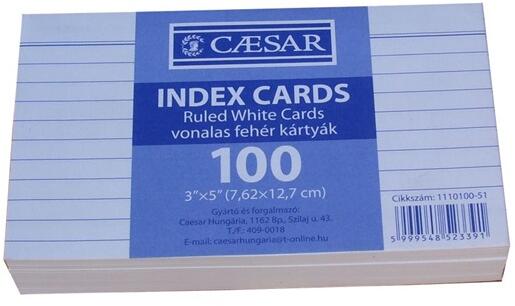 CÆSAR
INDEX CARDS
Ruled White Cards
vonalas fehér kártyák
100
3"×5" (7,62×12,7 cm)
Gyártó és forgalmazó:
Caesar Hungária, 1162 Bp., Szilaj u. 43.
T./F.: 409-0018
E-mail: caesarhungaria@t-online.hu
Cikkszám: 1110100-51
5 999548 523391